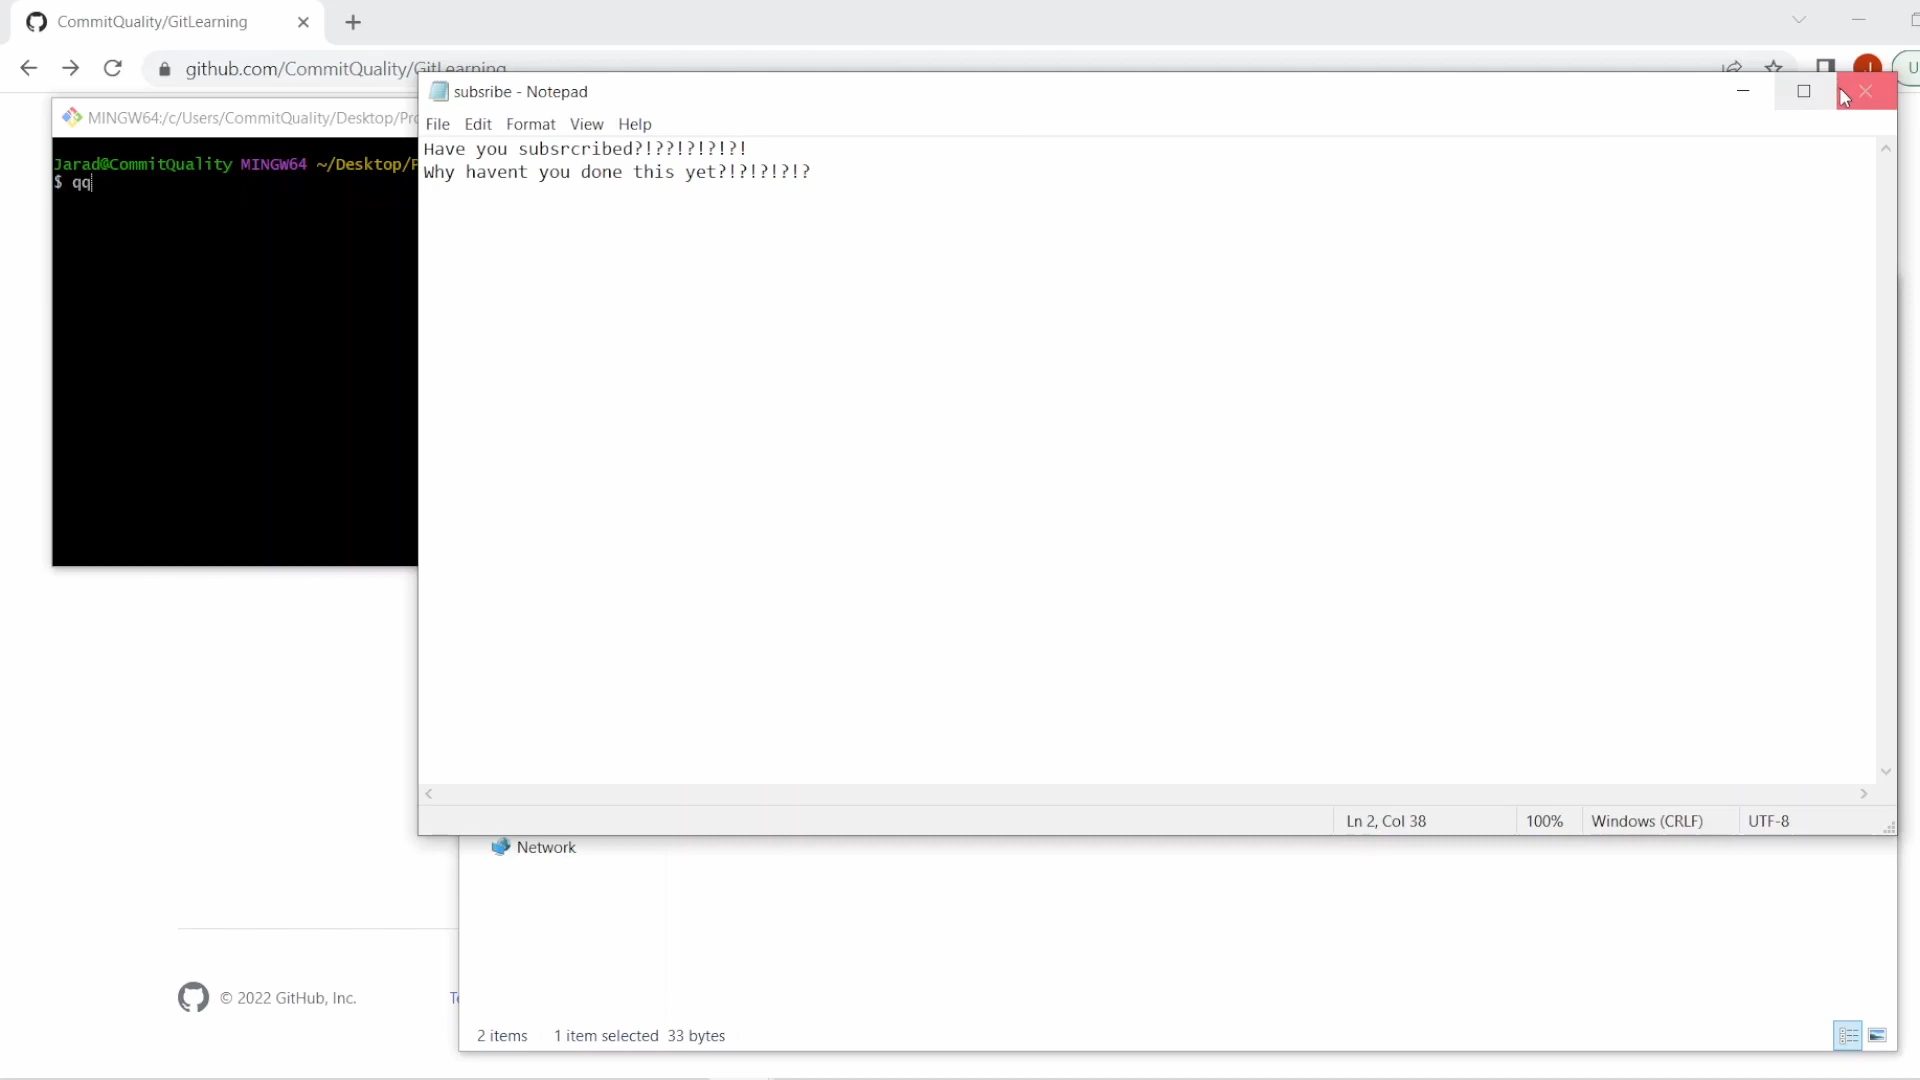 CommitQuality/GitLearning
github.com/CommitQuality/GitLearning
subsribe - Notepad
MINGW64:/c/Users/CommitQuality/Desktop/Pro
File Edit Format View Help
Have you subsrcribed?!??!?!?!?!
Why havent you done this yet?!?!?!?!?
Jarad@CommitQuality MINGW64 ~/Desktop/P
$ qq
Ln 2, Col 38
100%
Windows (CRLF)
UTF-8
Network
© 2022 GitHub, Inc.
2 items 1 item selected 33 bytes
J
U